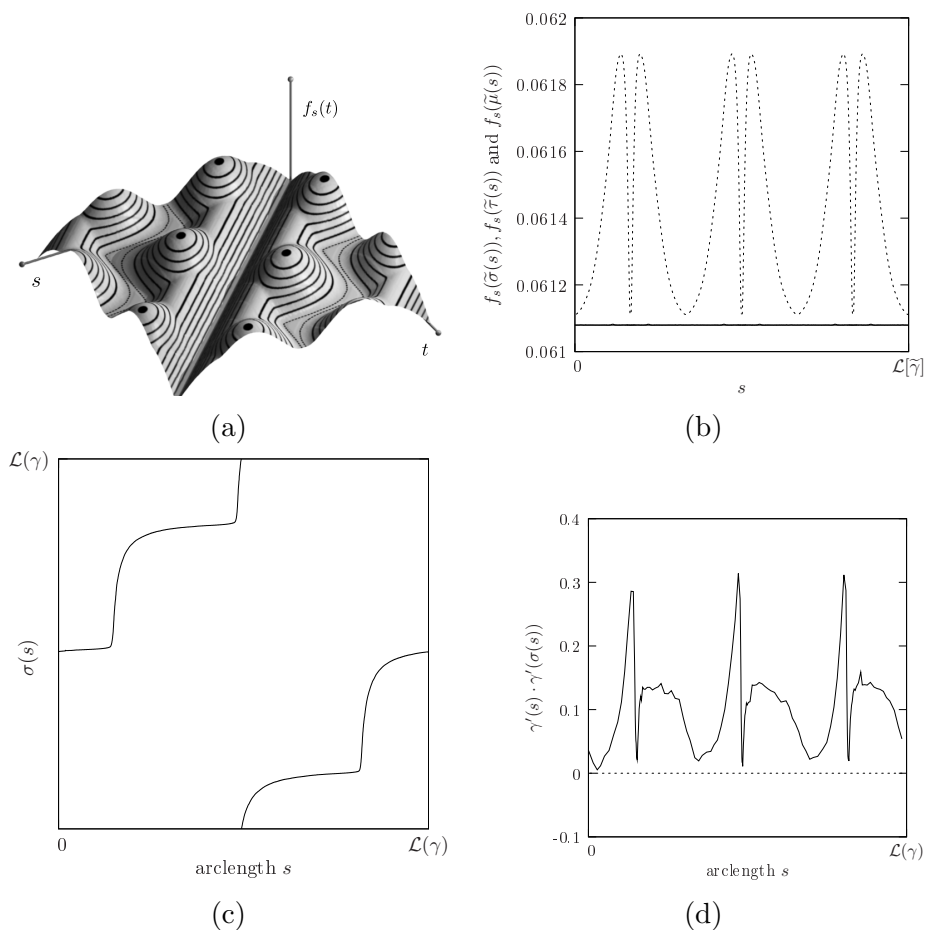 f_s(t)
s
t
(a)
0.062
0.0618
0.0616
0.0614
0.0612
0.061
f_s(σ̃(s)), f_s(τ̃(s)) and f_s(μ̃(s))
0
ℒ[γ̃]
s
(b)
ℒ(γ)
σ(s)
0
ℒ(γ)
arclength s
(c)
0.4
0.3
0.2
0.1
0
-0.1
γ′(s) · γ′(σ(s))
0
ℒ(γ)
arclength s
(d)